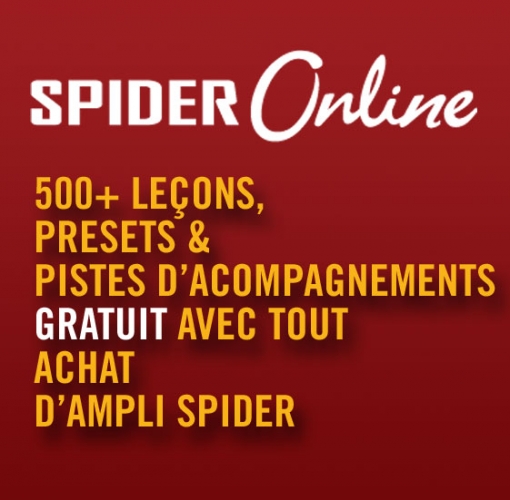 SPIDER Online
500+ LEÇONS,
PRESETS &
PISTES D'ACOMPAGNEMENTS
GRATUIT AVEC TOUT
ACHAT
D'AMPLI SPIDER